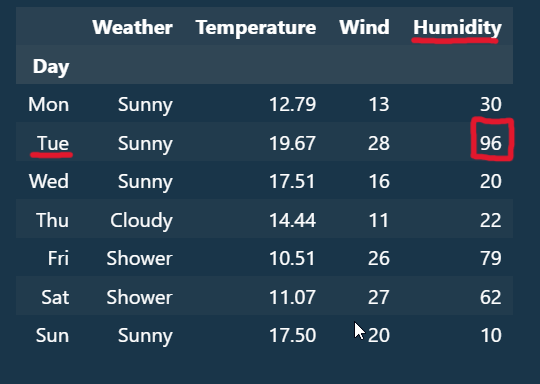 Weather Temperature Wind Humidity
Day
Mon Sunny 12.79 13 30
Tue Sunny 19.67 28 96
Wed Sunny 17.51 16 20
Thu Cloudy 14.44 11 22
Fri Shower 10.51 26 79
Sat Shower 11.07 27 62
Sun Sunny 17.50 20 10